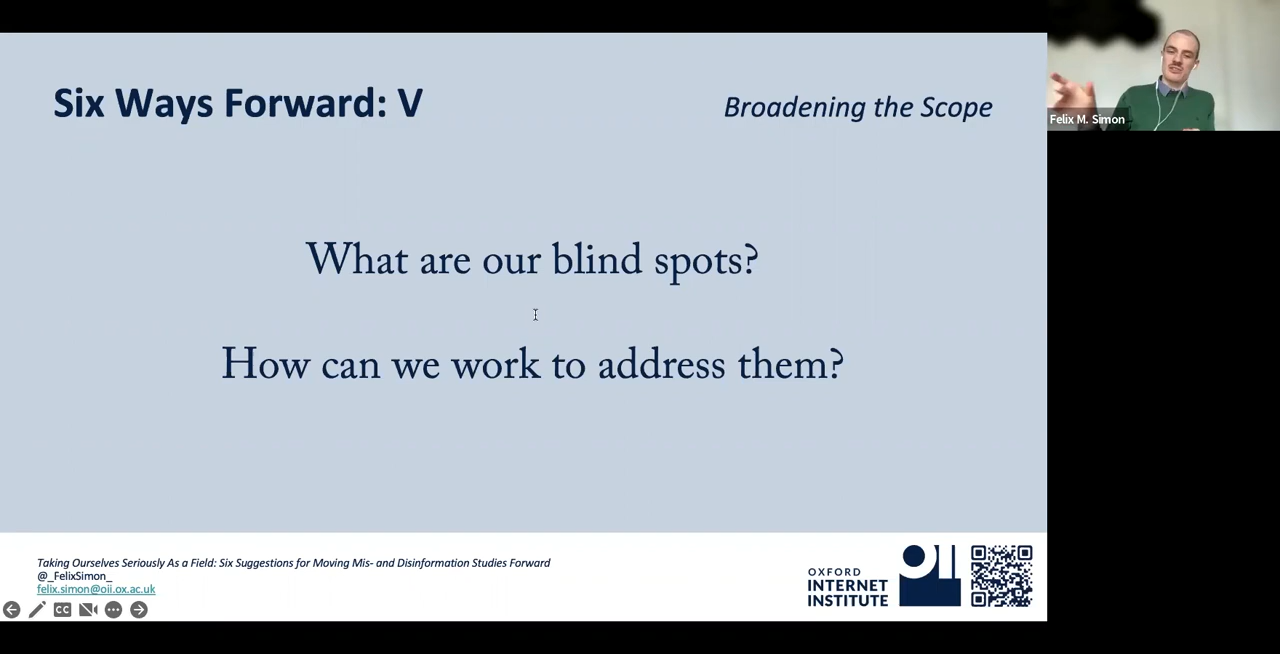 Six Ways Forward: V
Broadening the Scope
Felix M. Simon
What are our blind spots?
How can we work to address them?
Taking Ourselves Seriously As a Field: Six Suggestions for Moving Mis- and Disinformation Studies Forward
@_FelixSimon_
felix.simon@oii.ox.ac.uk
CC
OXFORD
INTERNET
INSTITUTE
OII